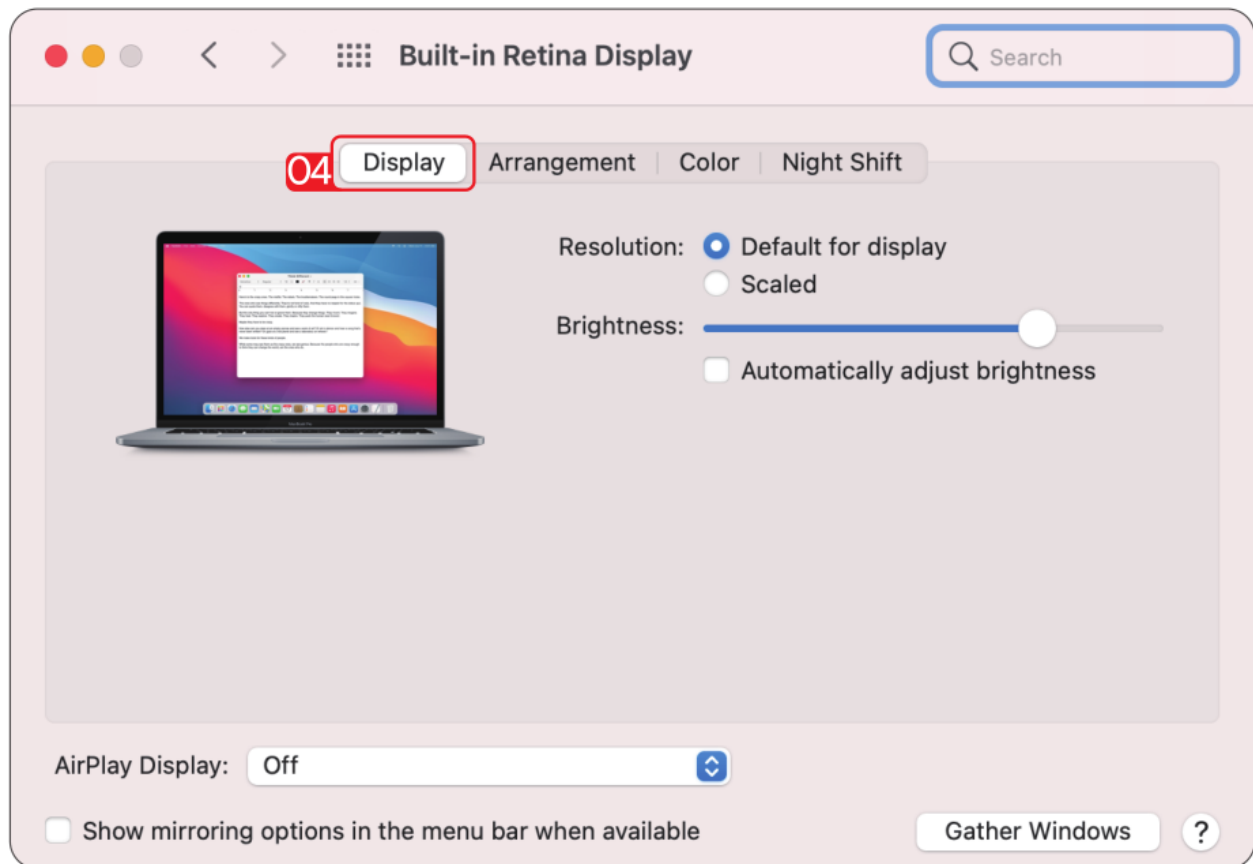 Built-in Retina Display
Search
04
Display
Arrangement
Color
Night Shift
Resolution:
Default for display
Scaled
Brightness:
Automatically adjust brightness
AirPlay Display:
Off
Show mirroring options in the menu bar when available
Gather Windows
?